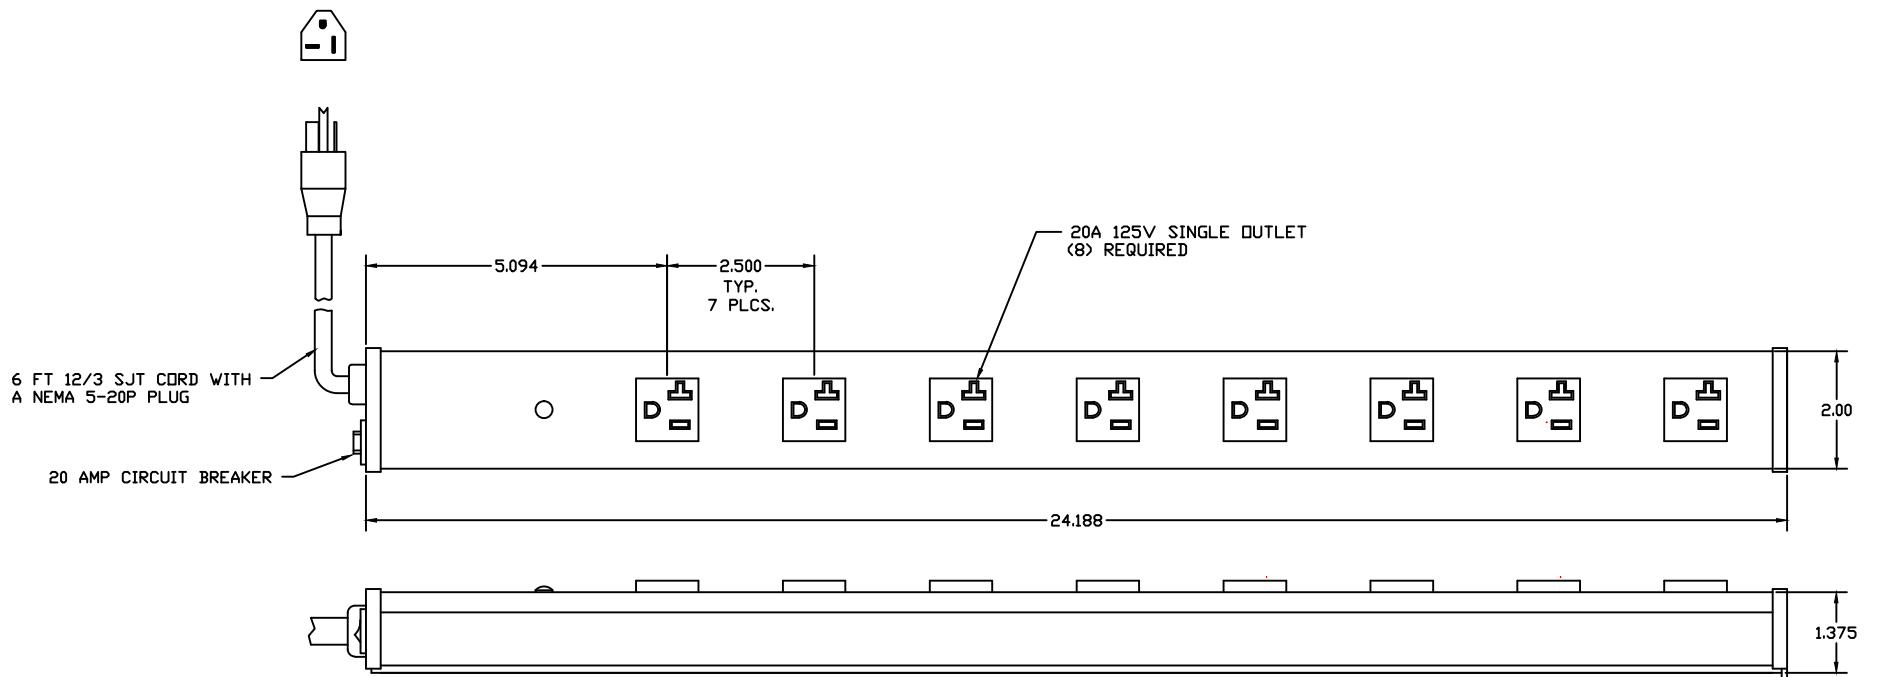 20A 125V SINGLE OUTLET
(8) REQUIRED
5.094
2.500
TYP.
7 PLCS.
6 FT 12/3 SJT CORD WITH
A NEMA 5-20P PLUG
2.00
20 AMP CIRCUIT BREAKER
24.188
1.375